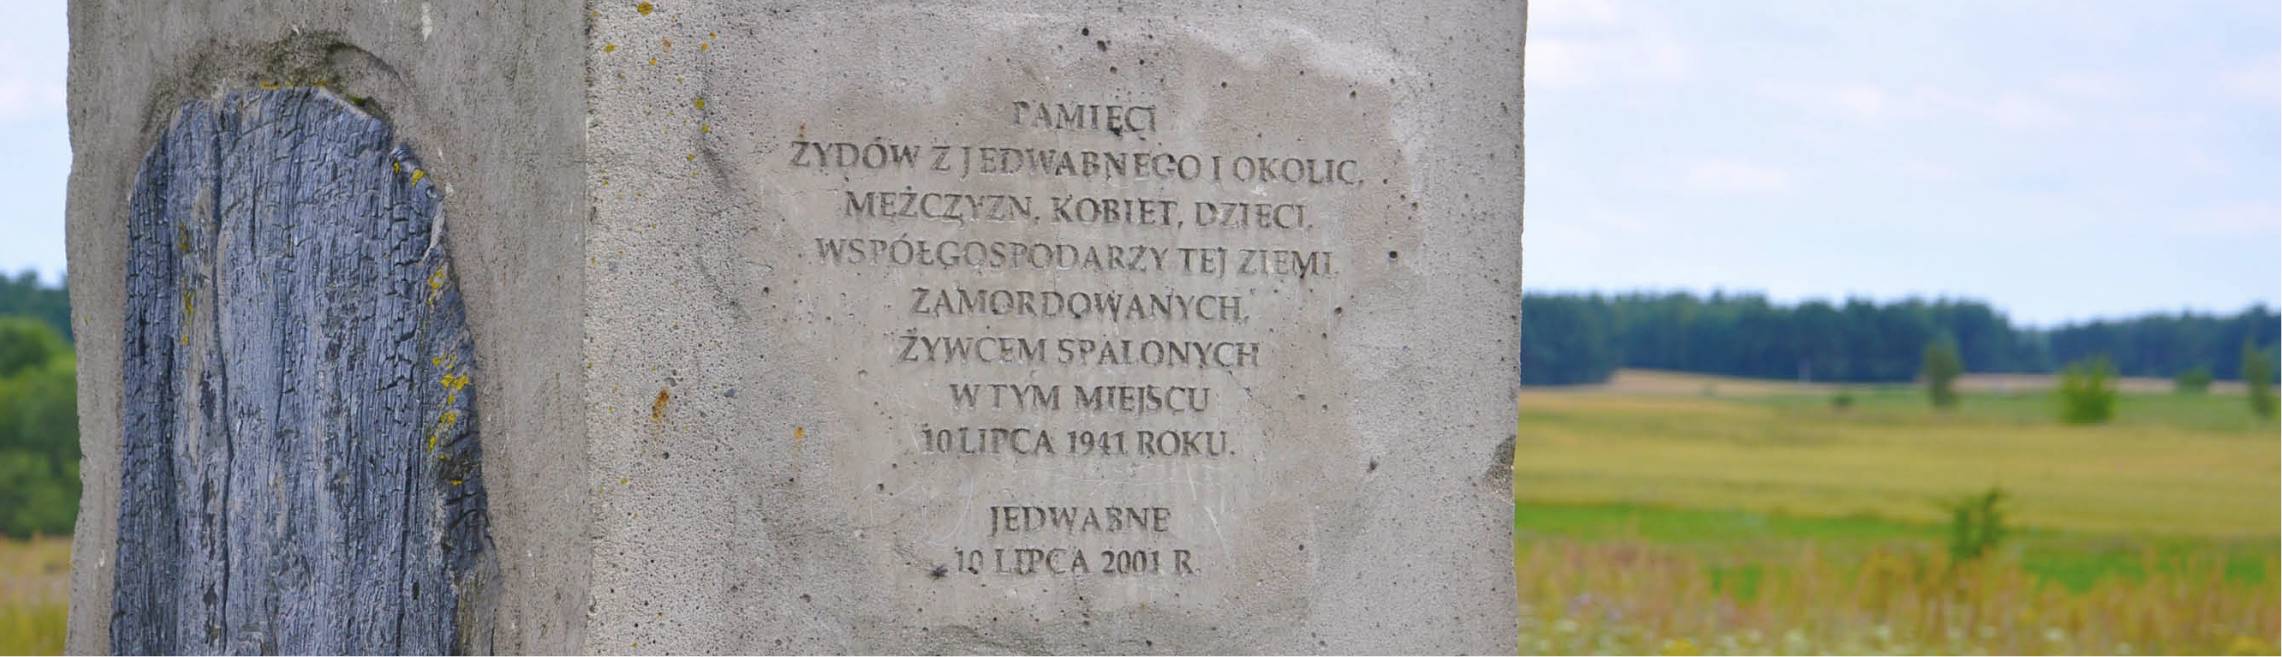 PAMIĘCI
ŻYDÓW Z JEDWABNEGO I OKOLIC,
MĘŻCZYZN, KOBIET, DZIECI,
WSPÓŁGOSPODARZY TEJ ZIEMI,
ZAMORDOWANYCH,
ŻYWCEM SPALONYCH
W TYM MIEJSCU
10 LIPCA 1941 ROKU.
JEDWABNE
10 LIPCA 2001 R.